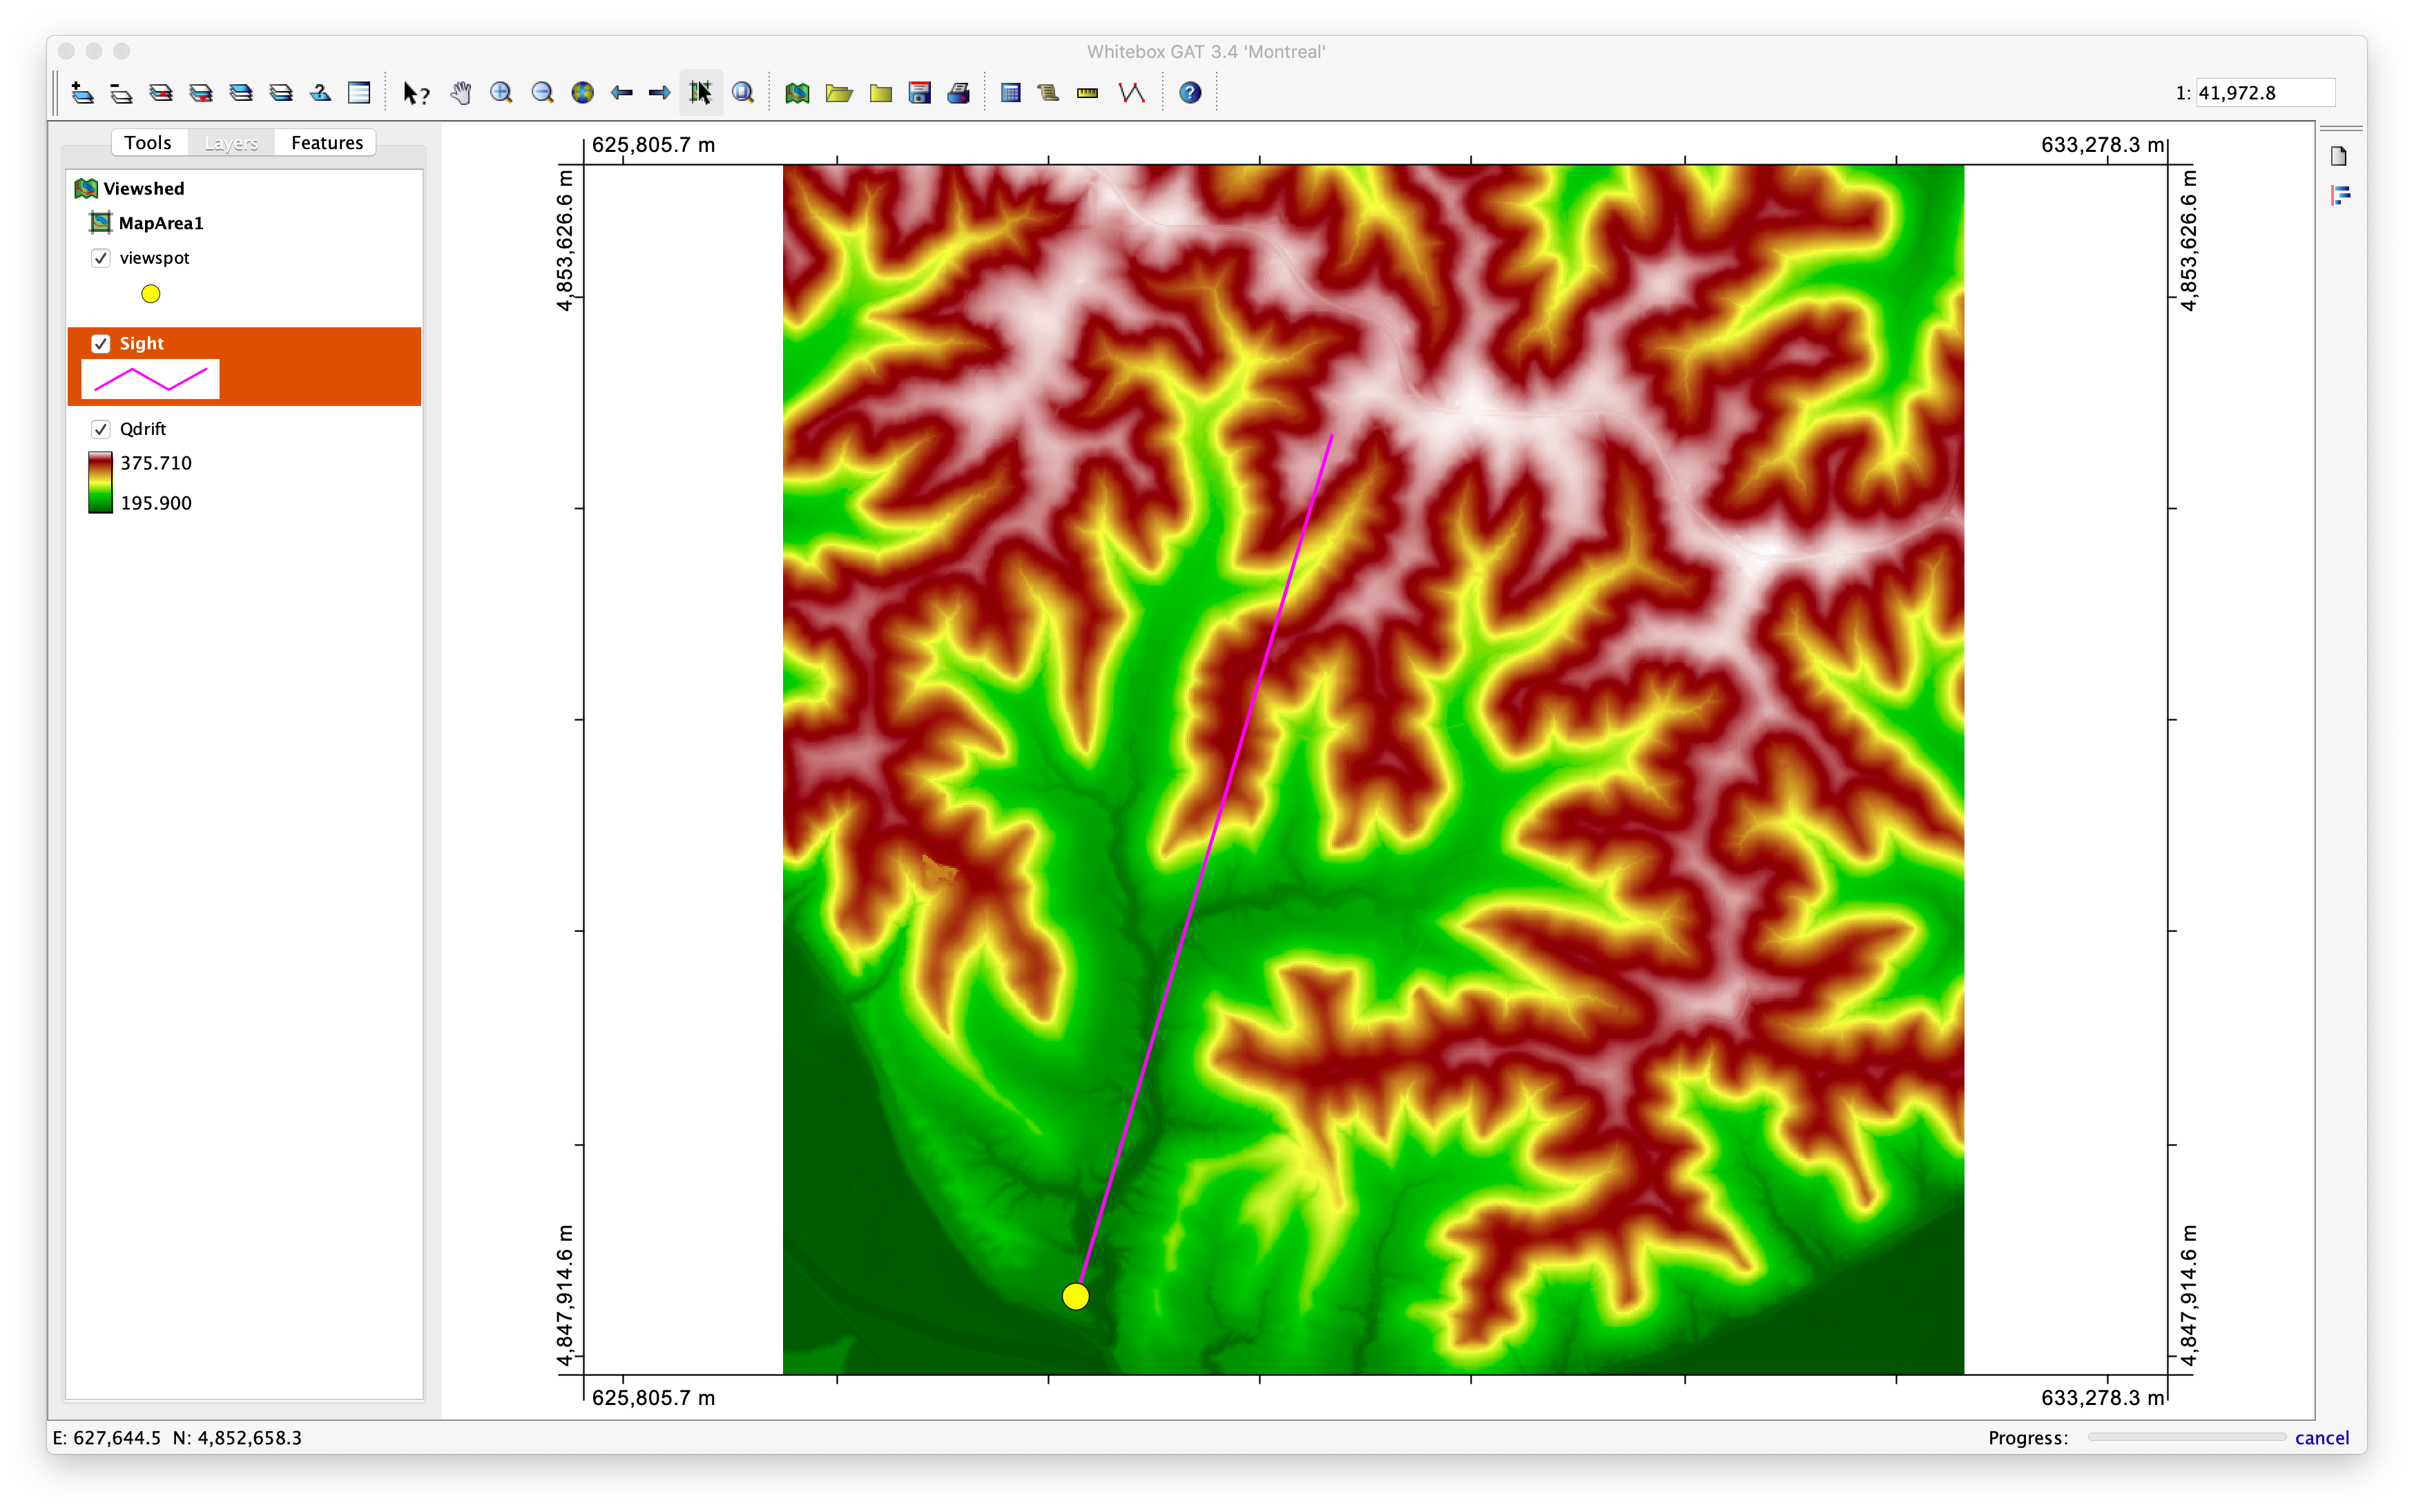 Whitebox GAT 3.4 'Montreal'
1: 41,972.8
Tools Layers Features
Viewshed
MapArea1
viewspot
Sight
Qdrift
375.710
195.900
625,805.7 m
633,278.3 m
4,853,626.6 m
4,853,626.6 m
4,847,914.6 m
4,847,914.6 m
625,805.7 m
633,278.3 m
E: 627,644.5 N: 4,852,658.3
Progress:
cancel